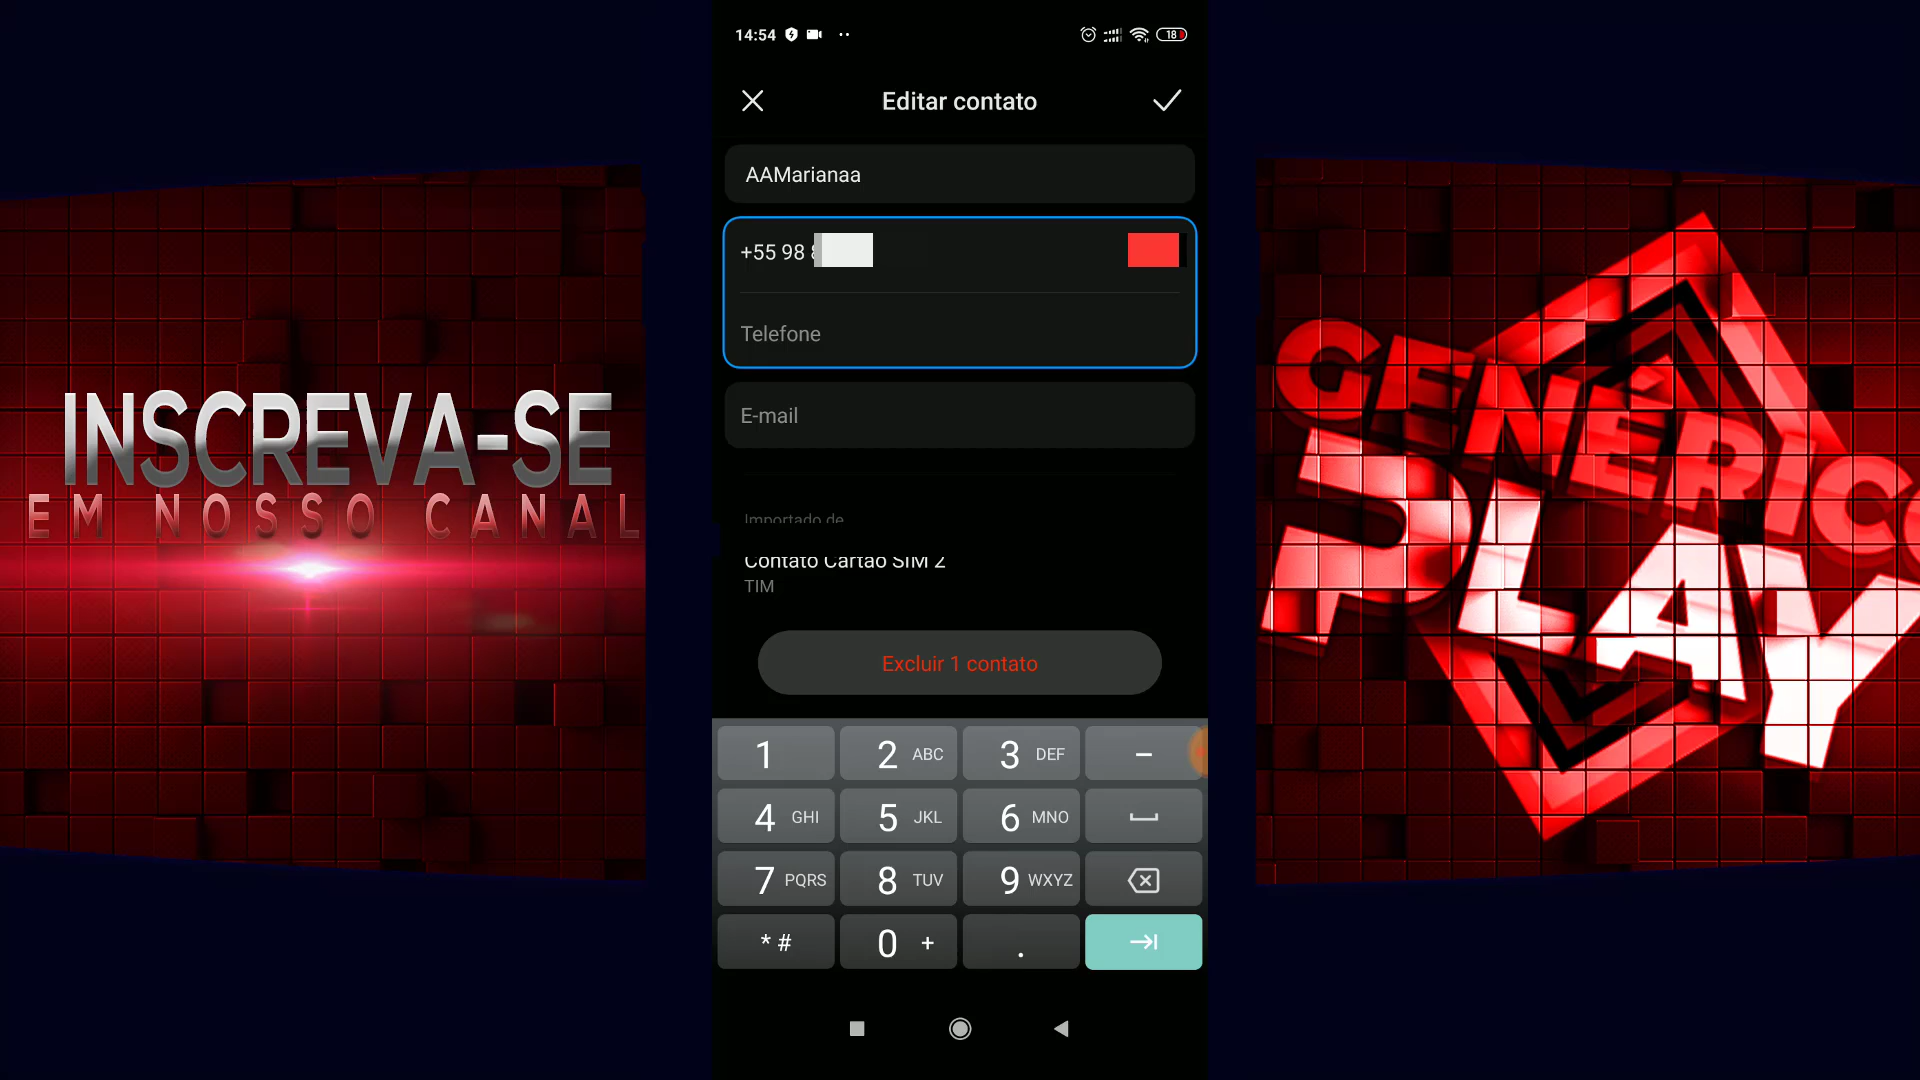 14:54
18
Editar contato
AAMarianaa
+55 98
Telefone
E-mail
Importado de
Contato Cartão SIM 2
TIM
Excluir 1 contato
1 2 ABC 3 DEF -
4 GHI 5 JKL 6 MNO
7 PQRS 8 TUV 9 WXYZ
* # 0 + .
INSCREVA-SE
EM NOSSO CANAL
GENÉRICO
PLAY